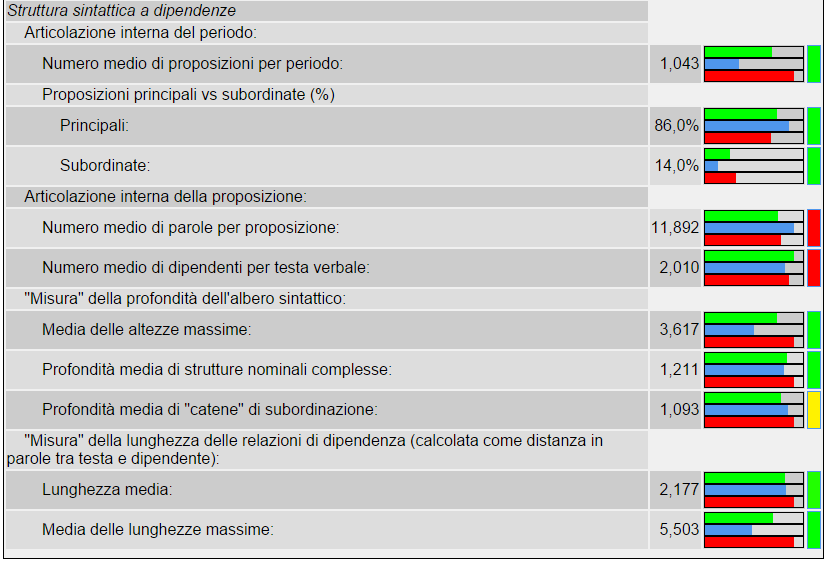 Struttura sintattica a dipendenze
Articolazione interna del periodo:
Numero medio di proposizioni per periodo: 1,043
Proposizioni principali vs subordinate (%)
Principali: 86,0%
Subordinate: 14,0%
Articolazione interna della proposizione:
Numero medio di parole per proposizione: 11,892
Numero medio di dipendenti per testa verbale: 2,010
"Misura" della profondità dell'albero sintattico:
Media delle altezze massime: 3,617
Profondità media di strutture nominali complesse: 1,211
Profondità media di "catene" di subordinazione: 1,093
"Misura" della lunghezza delle relazioni di dipendenza (calcolata come distanza in
parole tra testa e dipendente):
Lunghezza media: 2,177
Media delle lunghezze massime: 5,503